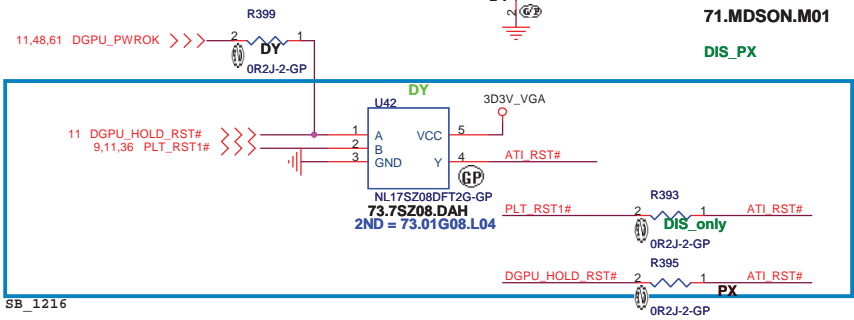 R399
71.MDSON.M01
11,48,61 DGPU_PWROK
2 1
DY
2
GP
0R2J-2-GP
DIS_PX
DY
U42
3D3V_VGA
11 DGPU_HOLD_RST#
9,11,36 PLT_RST1#
1 A VCC 5
2 B
3 GND Y 4 ATI_RST#
GP
NL17SZ08DFT2G-GP
73.7SZ08.DAH
2ND = 73.01G08.L04
R393
PLT_RST1# 2 1 ATI_RST#
DIS_only
0R2J-2-GP
R395
DGPU_HOLD_RST# 2 1 ATI_RST#
PX
0R2J-2-GP
SB_1216